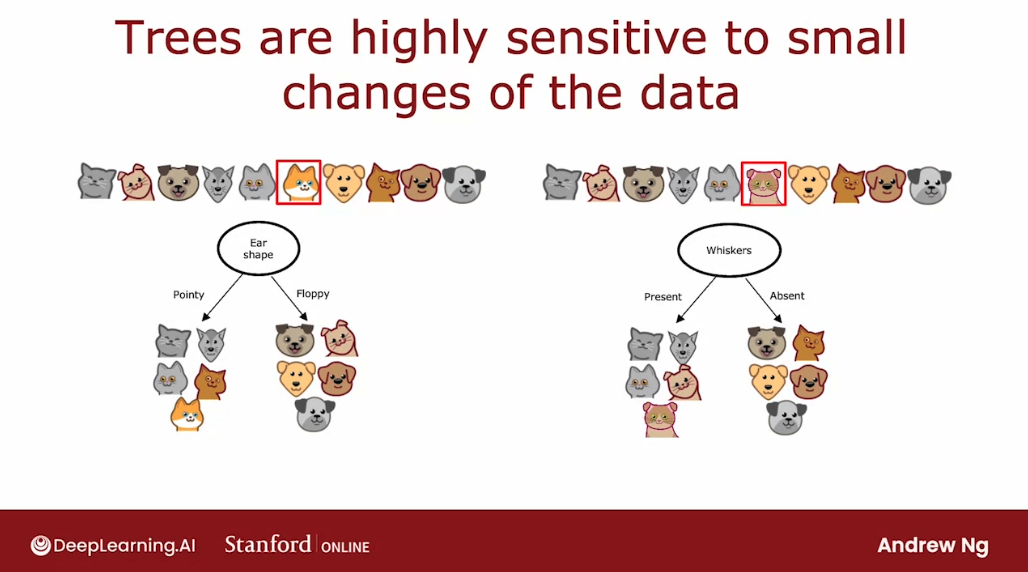 Trees are highly sensitive to small
changes of the data
Ear
shape
Pointy
Floppy
Whiskers
Present
Absent
DeepLearning.AI
Stanford | ONLINE
Andrew Ng